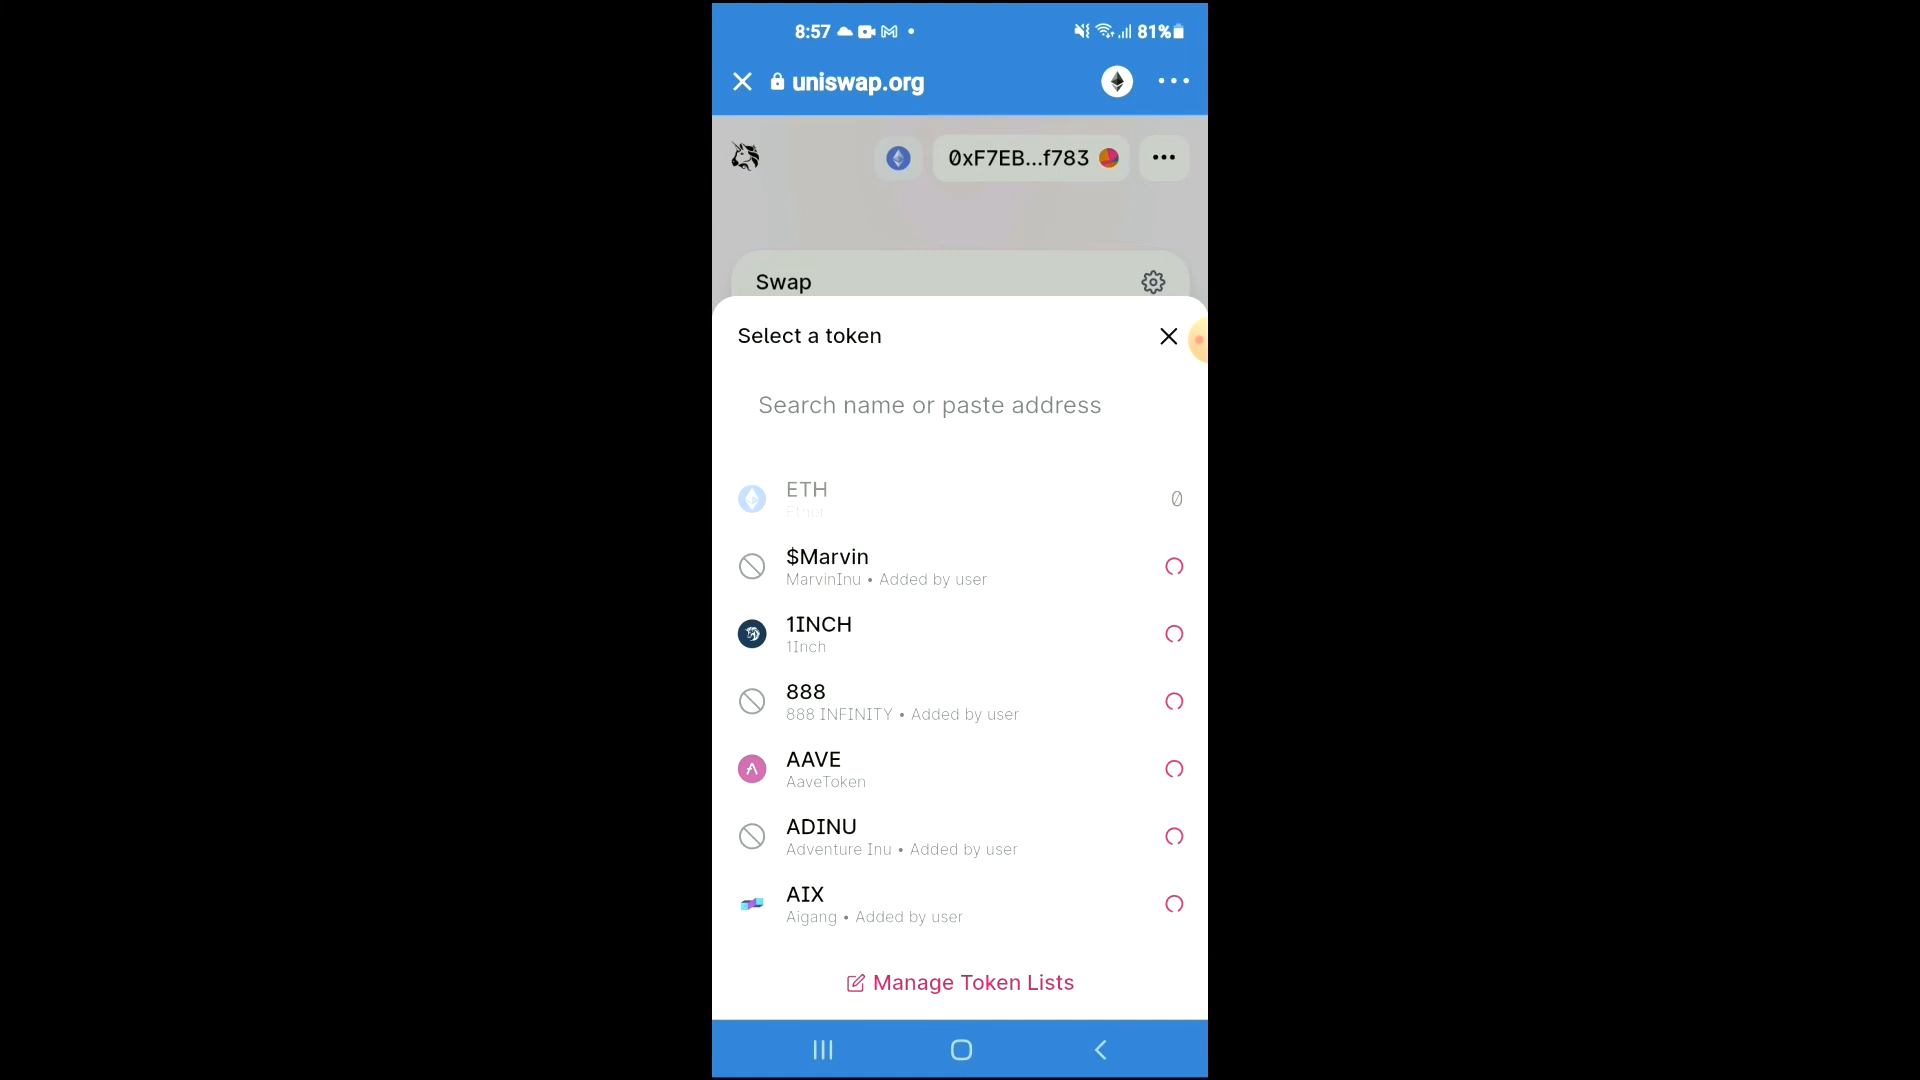 8:57 81%
uniswap.org
0xF7EB...f783
Swap
Select a token
Search name or paste address
ETH 0
Ether
$Marvin
MarvinInu • Added by user
1INCH
1Inch
888
888 INFINITY • Added by user
AAVE
AaveToken
ADINU
Adventure Inu • Added by user
AIX
Aigang • Added by user
Manage Token Lists